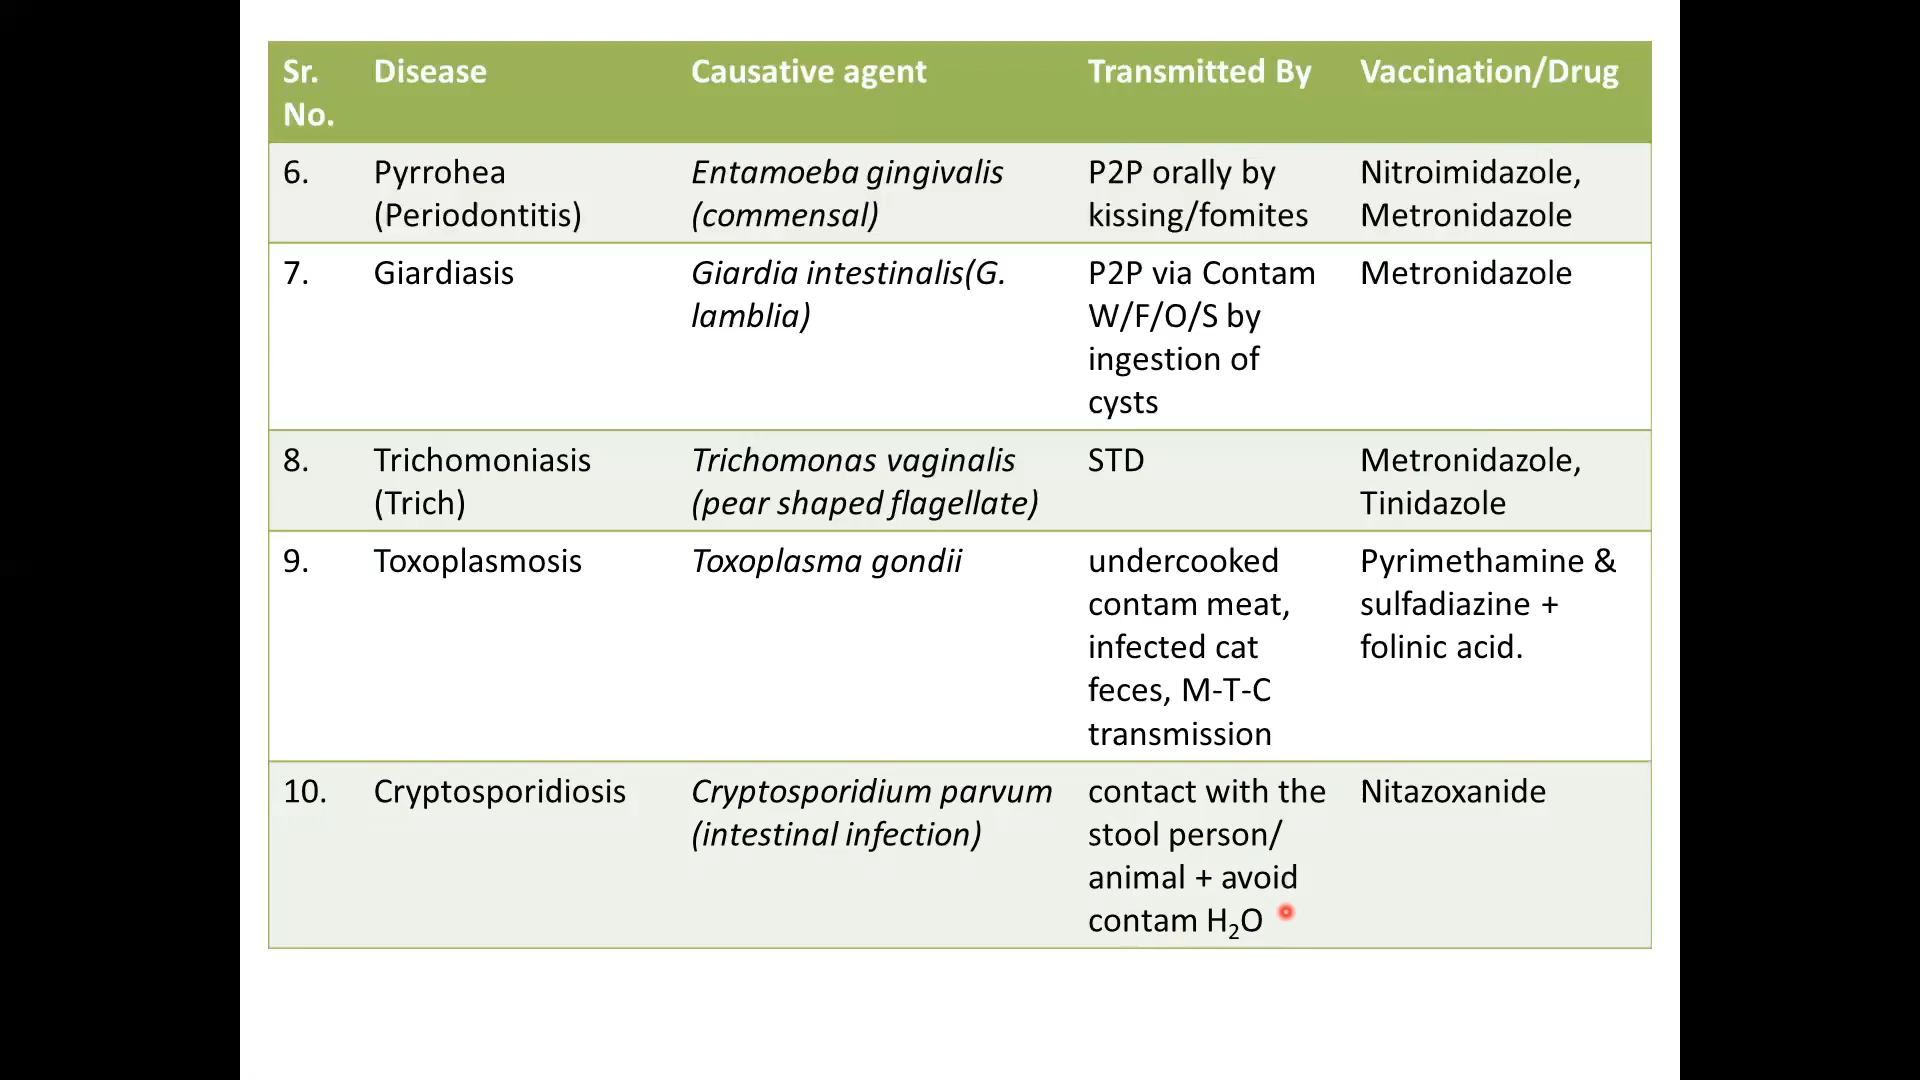 Sr. Disease Causative agent Transmitted By Vaccination/Drug
No.
6. Pyrrohea Entamoeba gingivalis P2P orally by Nitroimidazole,
(Periodontitis) (commensal) kissing/fomites Metronidazole
7. Giardiasis Giardia intestinalis(G. P2P via Contam Metronidazole
lamblia) W/F/O/S by
ingestion of
cysts
8. Trichomoniasis Trichomonas vaginalis STD Metronidazole,
(Trich) (pear shaped flagellate) Tinidazole
9. Toxoplasmosis Toxoplasma gondii undercooked Pyrimethamine &
contam meat, sulfadiazine +
infected cat folinic acid.
feces, M-T-C
transmission
10. Cryptosporidiosis Cryptosporidium parvum contact with the Nitazoxanide
(intestinal infection) stool person/
animal + avoid
contam H₂O